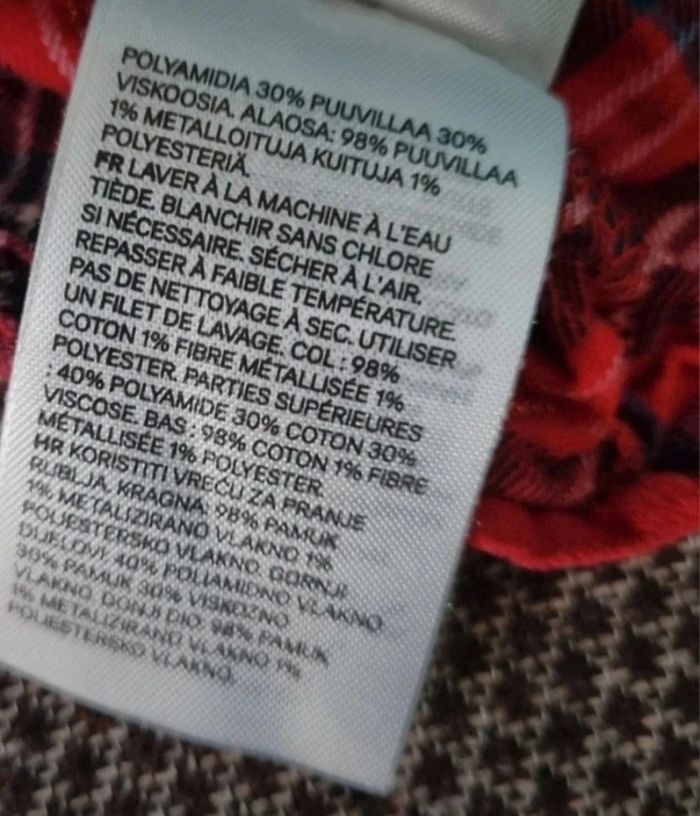 POLYAMIDIA 30% PUUVILLAA 30%
VISKOOSIA. ALAOSA: 98% PUUVILLAA
1% METALLOITUJA KUITUJA 1%
POLYESTERIÄ.
FR LAVER À LA MACHINE À L'EAU
TIÈDE. BLANCHIR SANS CHLORE
SI NÉCESSAIRE. SÉCHER À L'AIR.
REPASSER À FAIBLE TEMPÉRATURE.
PAS DE NETTOYAGE À SEC. UTILISER
UN FILET DE LAVAGE. COL : 98%
COTON 1% FIBRE MÉTALLISÉE 1%
POLYESTER. PARTIES SUPÉRIEURES
: 40% POLYAMIDE 30% COTON 30%
VISCOSE. BAS : 98% COTON 1% FIBRE
MÉTALLISÉE 1% POLYESTER.
HR KORISTITI VREĆU ZA PRANJE
RUBLJA. KRAGNA: 98% PAMUK
1% METALIZIRANO VLAKNO 1%
POLIESTERSKO VLAKNO. GORNJI
DIJELOVI: 40% POLIAMIDNO VLAKNO
30% PAMUK 30% VISKOZNO
VLAKNO. DONJI DIO: 98% PAMUK
1% METALIZIRANO VLAKNO 1%
POLIESTERSKO VLAKNO.